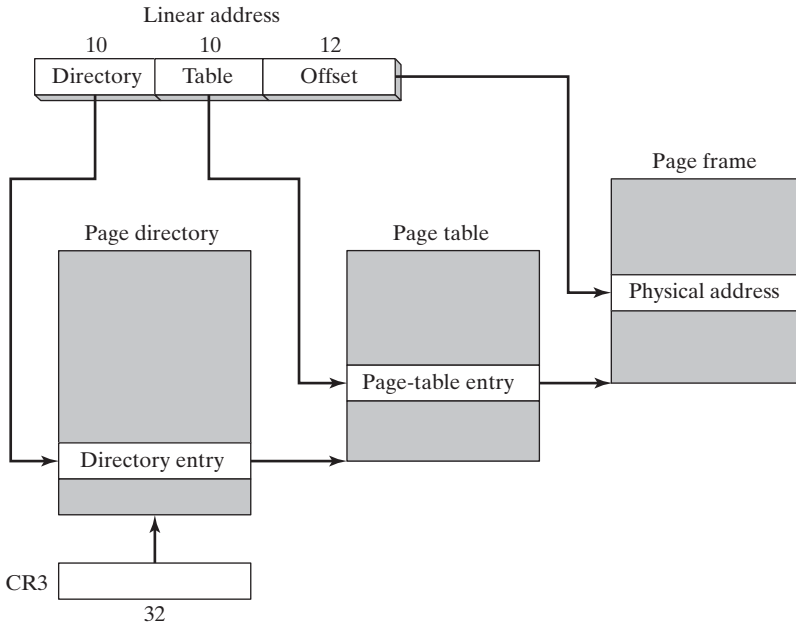 Linear address
10 10 12
Directory Table Offset
Page frame
Page directory
Page table
Physical address
Page-table entry
Directory entry
CR3
32